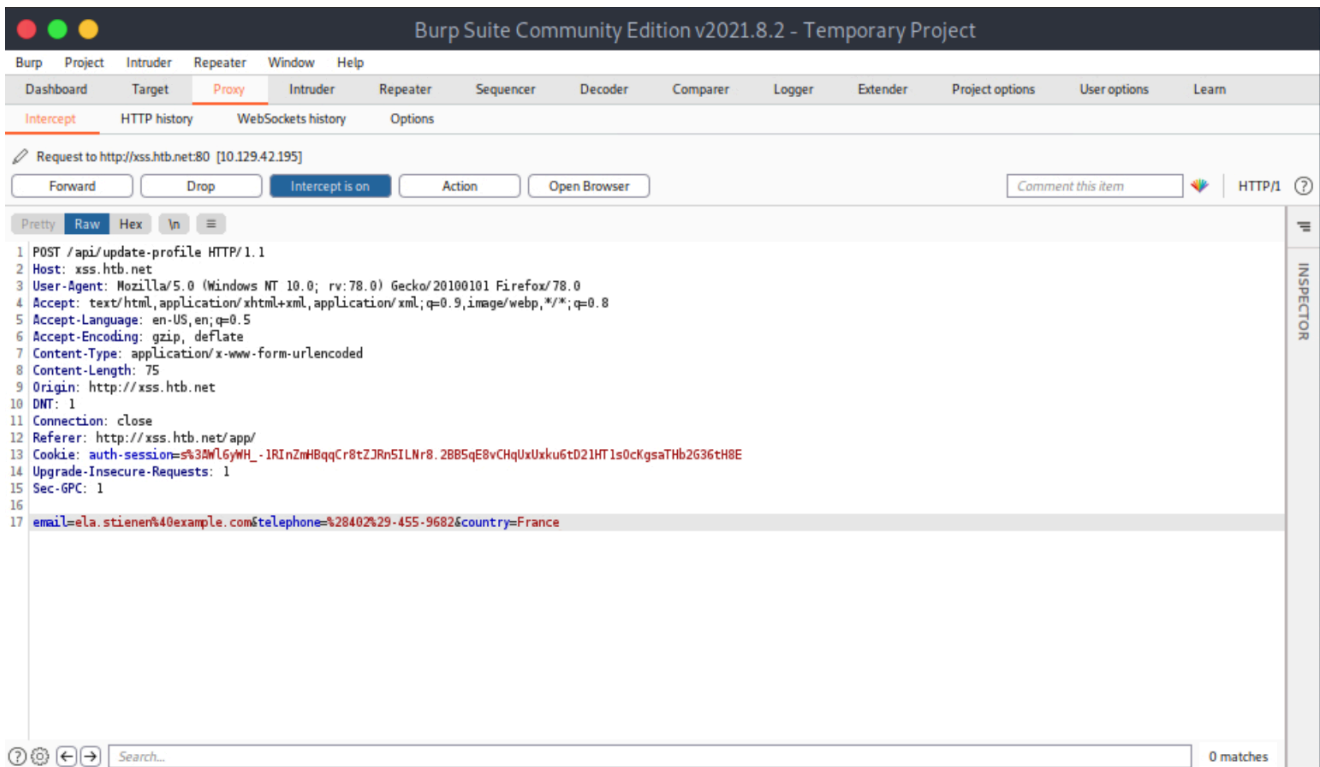 Burp Suite Community Edition v2021.8.2 - Temporary Project
Burp Project Intruder Repeater Window Help
Dashboard Target Proxy Intruder Repeater Sequencer Decoder Comparer Logger Extender Project options User options Learn
Intercept HTTP history WebSockets history Options
Request to http://xss.htb.net:80 [10.129.42.195]
Forward Drop Intercept is on Action Open Browser Comment this item HTTP/1 ?
Pretty Raw Hex \n ≡
INSPECTOR
1 POST /api/update-profile HTTP/1.1
2 Host: xss.htb.net
3 User-Agent: Mozilla/5.0 (Windows NT 10.0; rv:78.0) Gecko/20100101 Firefox/78.0
4 Accept: text/html,application/xhtml+xml,application/xml;q=0.9,image/webp,*/*;q=0.8
5 Accept-Language: en-US,en;q=0.5
6 Accept-Encoding: gzip, deflate
7 Content-Type: application/x-www-form-urlencoded
8 Content-Length: 75
9 Origin: http://xss.htb.net
10 DNT: 1
11 Connection: close
12 Referer: http://xss.htb.net/app/
13 Cookie: auth-session=s%3AWl6yWH_-1RInZmHBqqCr8tZJRn5ILNr8.2BB5qE8vCHqUxUxku6tD21HT1s0cKgsaTHb2G36tH8E
14 Upgrade-Insecure-Requests: 1
15 Sec-GPC: 1
16
17 email=ela.stienen%40example.com&telephone=%28402%29-455-9682&country=France
? Search... 0 matches